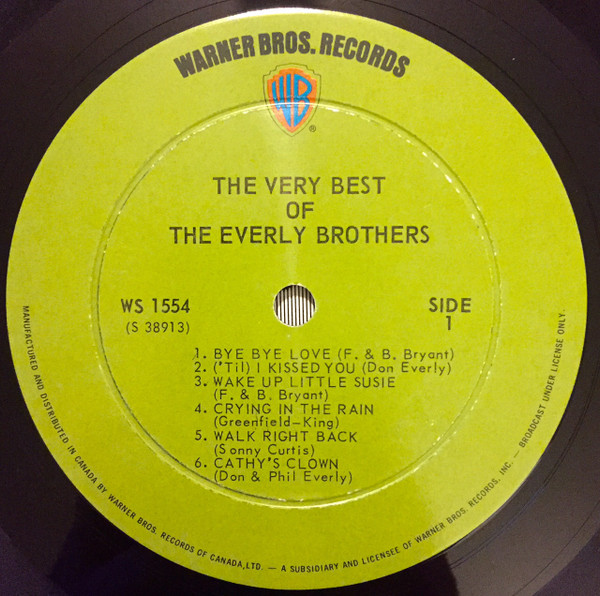 WARNER BROS. RECORDS
WB
®
THE VERY BEST
OF
THE EVERLY BROTHERS
WS 1554
(S 38913)
SIDE
1
1. BYE BYE LOVE (F. & B. Bryant)
2. ('Til) I KISSED YOU (Don Everly)
3. WAKE UP LITTLE SUSIE
(F. & B. Bryant)
4. CRYING IN THE RAIN
(Greenfield-King)
5. WALK RIGHT BACK
(Sonny Curtis)
6. CATHY'S CLOWN
(Don & Phil Everly)
MANUFACTURED AND DISTRIBUTED IN CANADA BY WARNER BROS. RECORDS OF CANADA, LTD. — A SUBSIDIARY AND LICENSEE OF WARNER BROS. RECORDS, INC. — BROADCAST UNDER LICENSE ONLY.